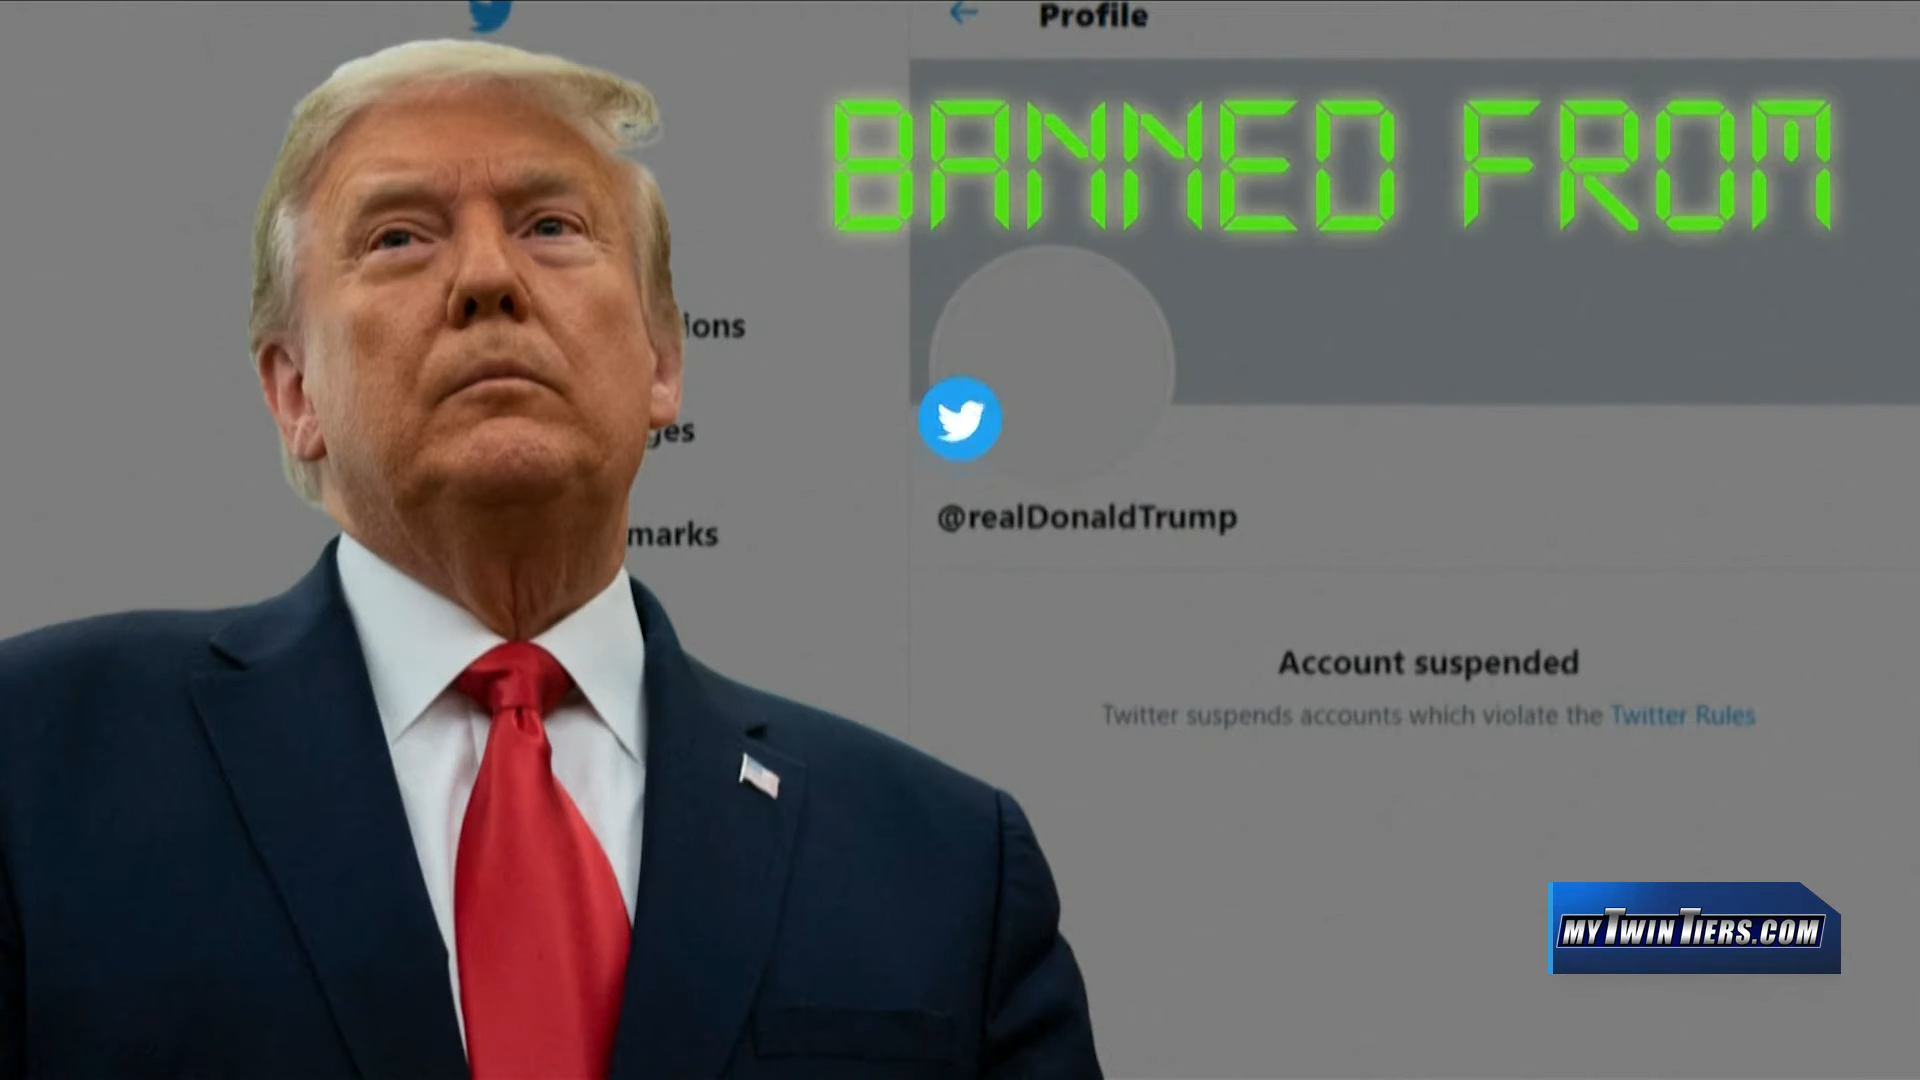 Profile
BANNED FROM
ions
ges
@realDonaldTrump
marks
Account suspended
Twitter suspends accounts which violate the Twitter Rules
MYTWINTIERS.COM